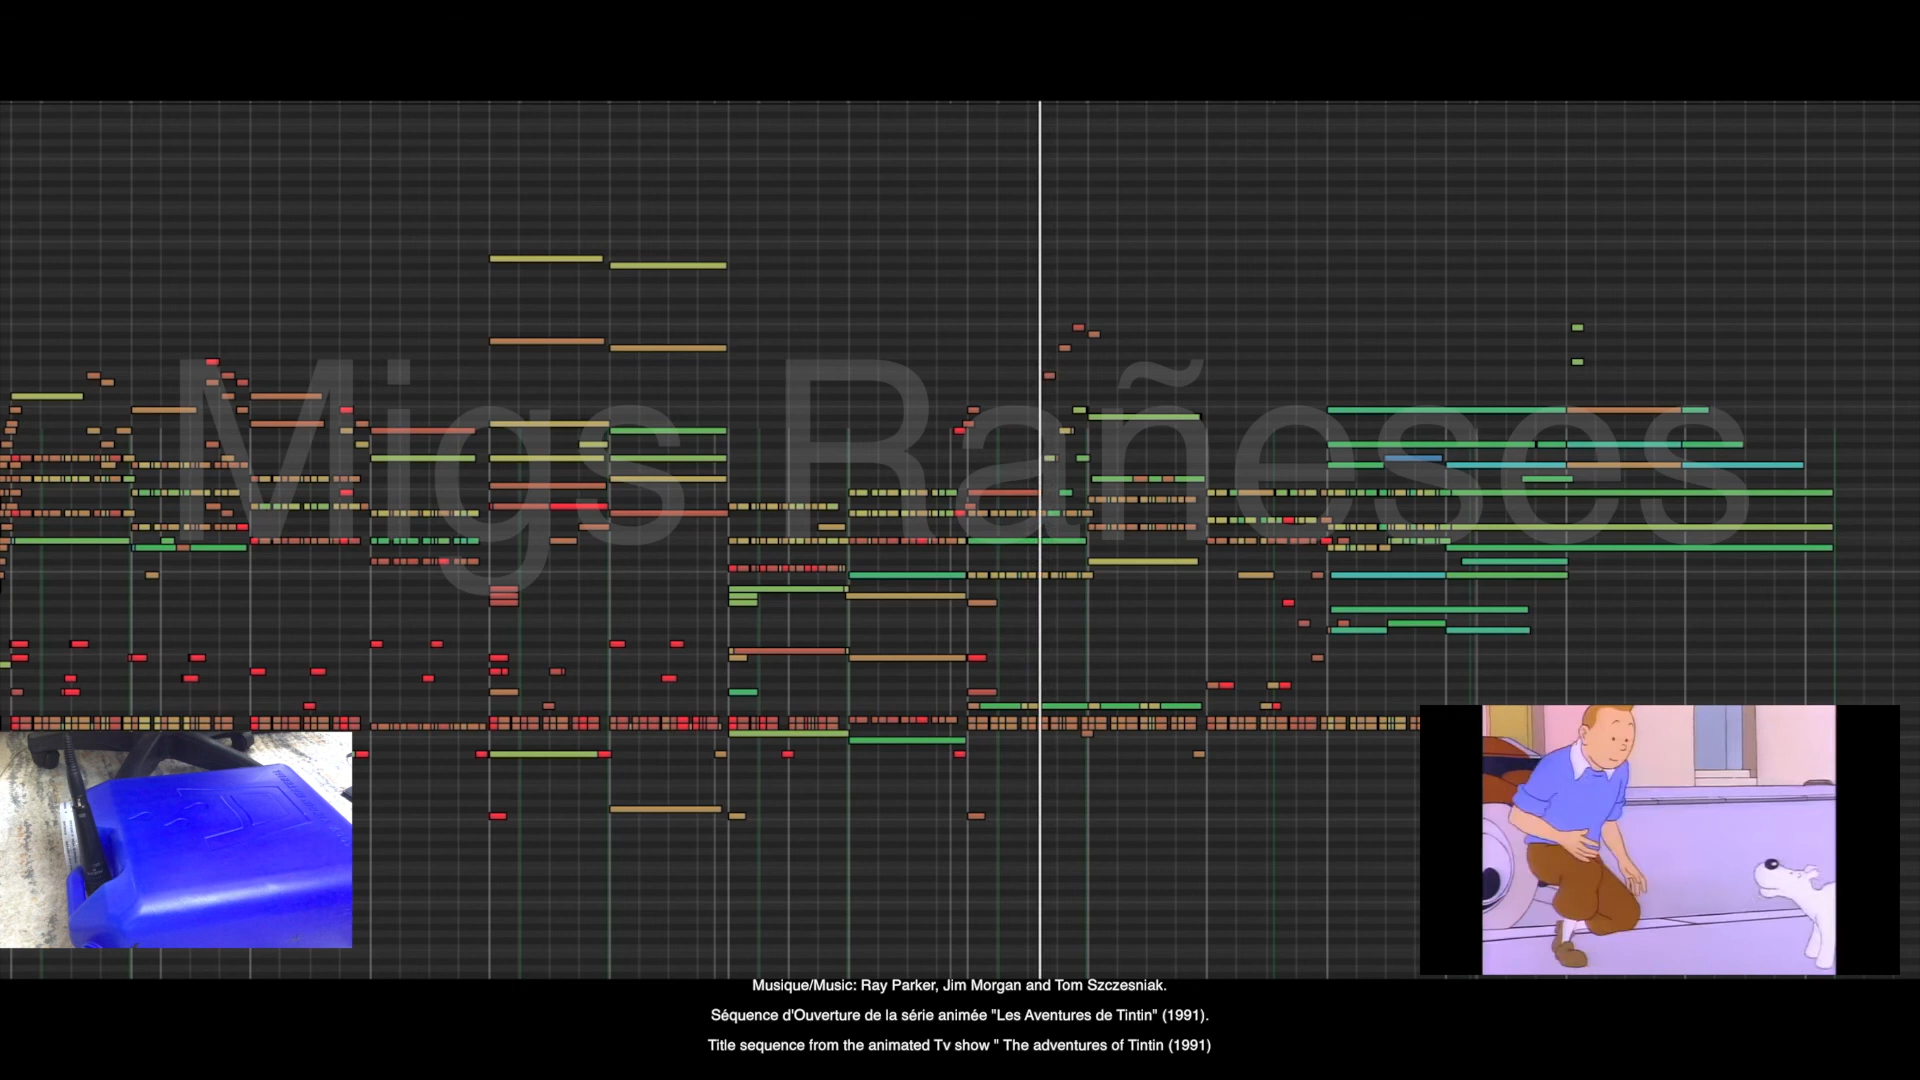 Migs Rañeses
Musique/Music: Ray Parker, Jim Morgan and Tom Szczesniak.
Séquence d'Ouverture de la série animée "Les Aventures de Tintin" (1991).
Title sequence from the animated Tv show " The adventures of Tintin (1991)